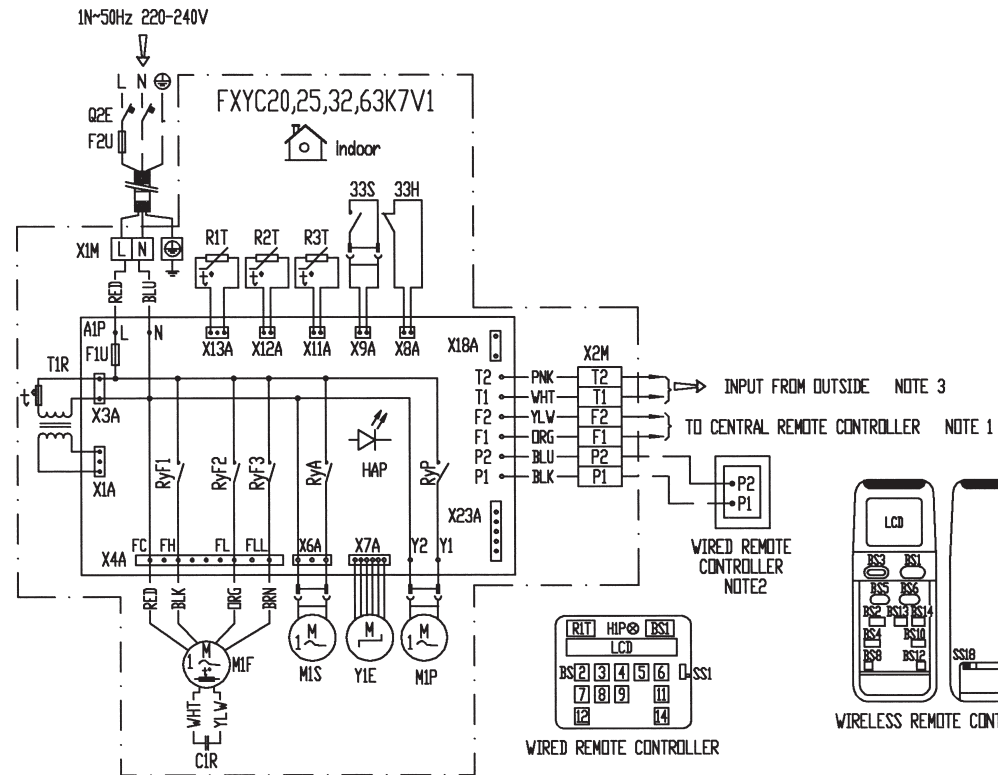 1N~50Hz 220-240V
L N
Q2E
F2U
FXYC20,25,32,63K7V1
Indoor
33S 33H
R1T R2T R3T
t° t° t°
X1M L N
RED BLU
X13A X12A X11A X9A X8A
A1P L N
F1U
T1R
t°
X3A
X1A
X18A
X2M
T2 PNK T2
T1 WHT T1
F2 YLW F2
F1 ORG F1
P2 BLU P2
P1 BLK P1
INPUT FROM OUTSIDE NOTE 3
TO CENTRAL REMOTE CONTROLLER NOTE 1
P2
P1
WIRED REMOTE
CONTROLLER
NOTE2
RyF1 RyF2 RyF3 RyA HAP RyP
X23A
FC FH FL FLL X6A X7A Y2 Y1
X4A
RED BLK ORG BRN
M 1~ t° M1F
M 1~ M M 1~
M1S Y1E M1P
WHT YLW
C1R
R1T H1P BS1
LCD
BS 2 3 4 5 6 SS1
7 8 9 11
12 14
WIRED REMOTE CONTROLLER
LCD
BS3 BS1
BS5 BS6
BS2 BS13 BS14
BS4 BS10
BS8 BS12
SS18
WIRELESS REMOTE CONT